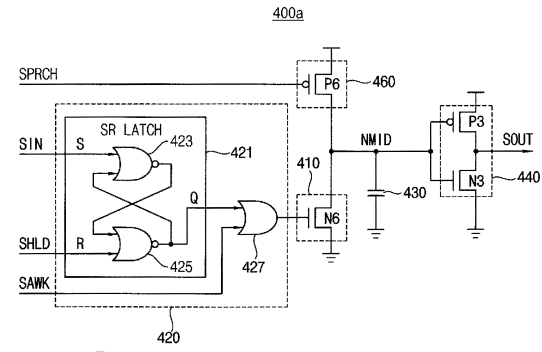 400a
SPRCH
P6
460
SR LATCH
423
421
SIN
S
NMID
P3
SOUT
410
N3
440
Q
N6
430
SHLD
R
425
427
SAWK
420